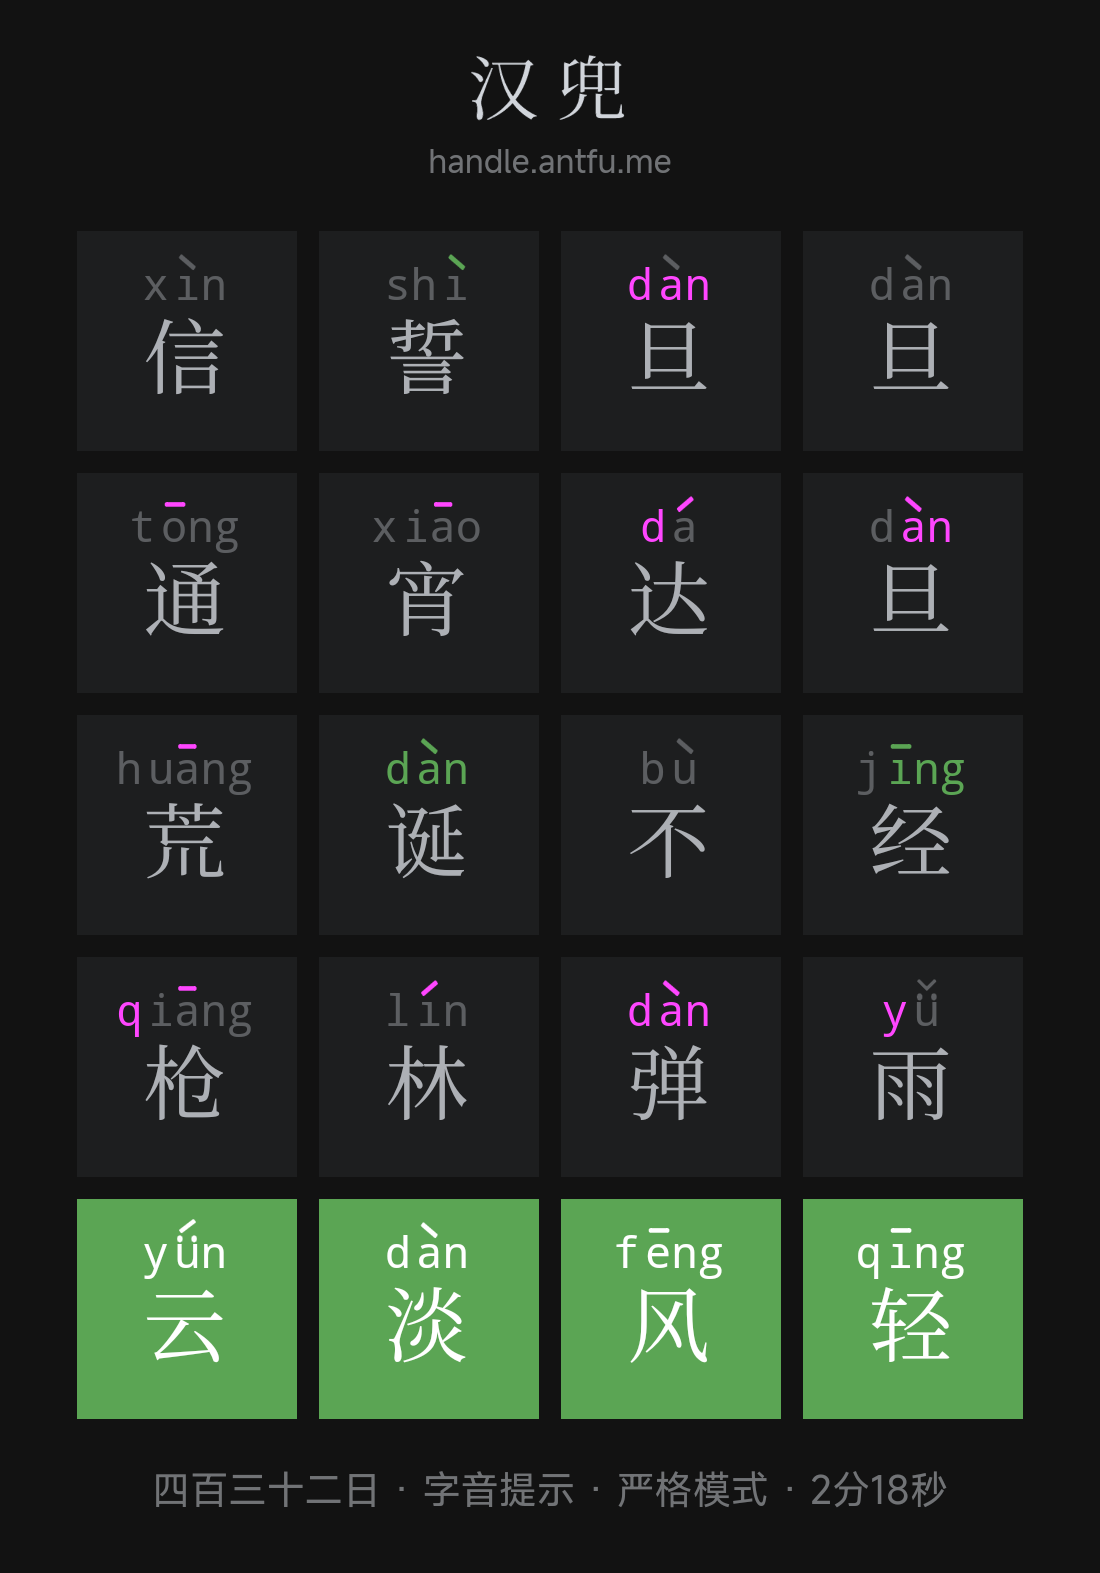 汉兜
handle.antfu.me
xìn shì dàn dàn
信 誓 旦 旦
tōng xiāo dá dàn
通 宵 达 旦
huāng dàn bù jīng
荒 诞 不 经
qiāng lín dàn yǚ
枪 林 弹 雨
yǘn dàn fēng qīng
云 淡 风 轻
四百三十二日 · 字音提示 · 严格模式 · 2分18秒